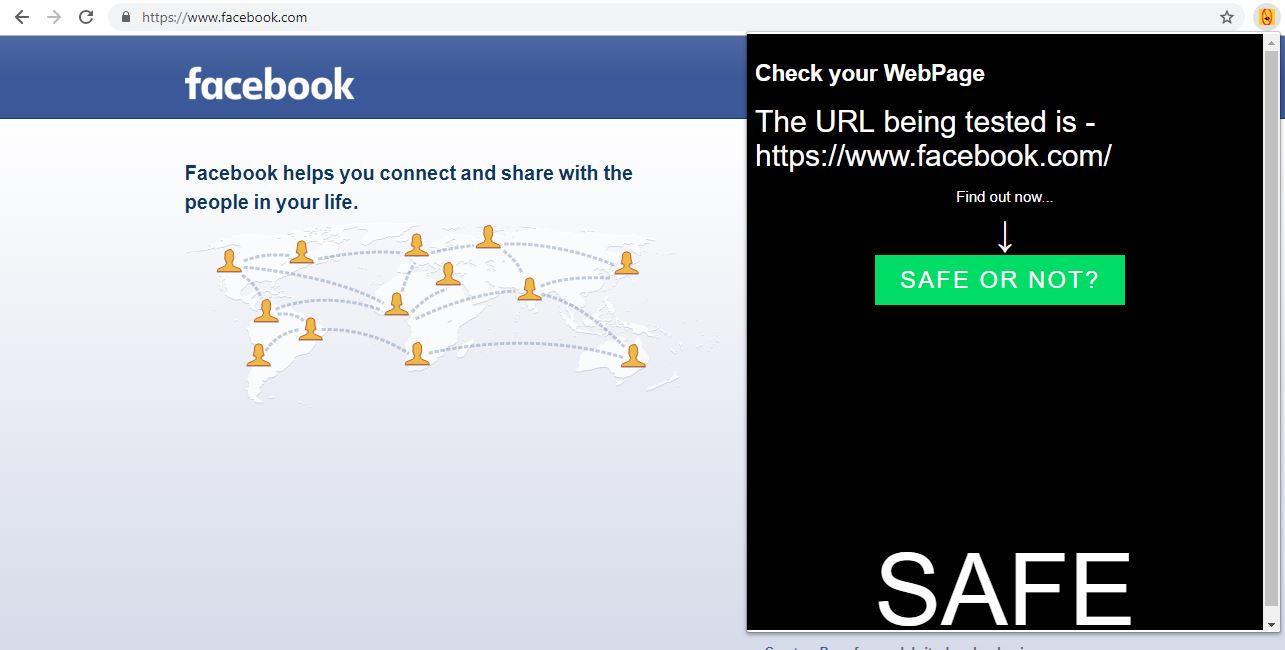 https://www.facebook.com
facebook
Facebook helps you connect and share with the
people in your life.
Check your WebPage
The URL being tested is -
https://www.facebook.com/
Find out now...
↓
SAFE OR NOT?
SAFE